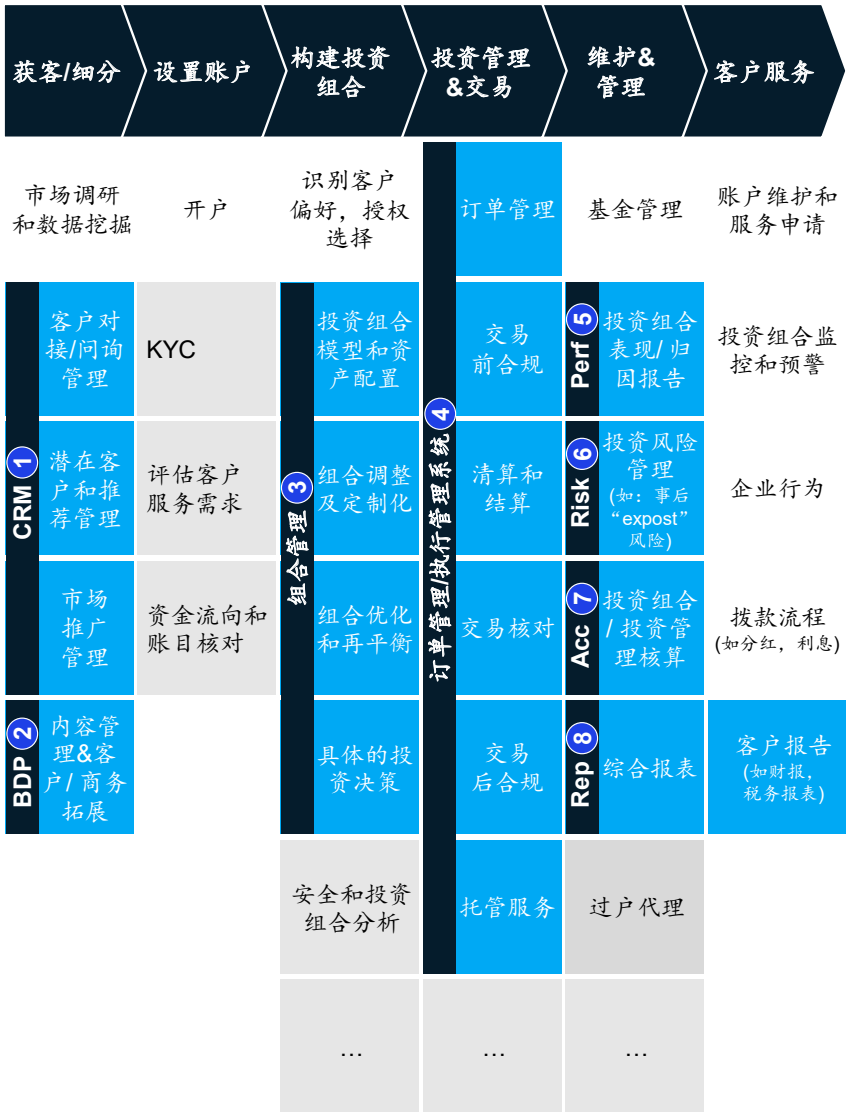 获客/细分
设置账户
构建投资
组合
投资管理
&交易
维护&
管理
客户服务
市场调研
和数据挖掘
开户
识别客户
偏好，授权
选择
订单管理
基金管理
账户维护和
服务申请
CRM 1
客户对
接/问询
管理
KYC
组合管理 3
投资组合
模型和资
产配置
订单管理/执行管理系统 4
交易
前合规
Perf 5
投资组合
表现/ 归
因报告
投资组合监
控和预警
潜在客
户和推
荐管理
评估客户
服务需求
组合调整
及定制化
清算和
结算
Risk 6
投资风险
管理
(如：事后
“expost”
风险)
企业行为
市场
推广
管理
资金流向和
账目核对
组合优化
和再平衡
交易核对
Acc 7
投资组合
/ 投资管
理核算
拨款流程
(如分红，利息)
BDP 2
内容管
理&客
户/ 商务
拓展
具体的投
资决策
交易
后合规
Rep 8
综合报表
客户报告
(如财报，
税务报表)
安全和投资
组合分析
托管服务
过户代理
…
…
…